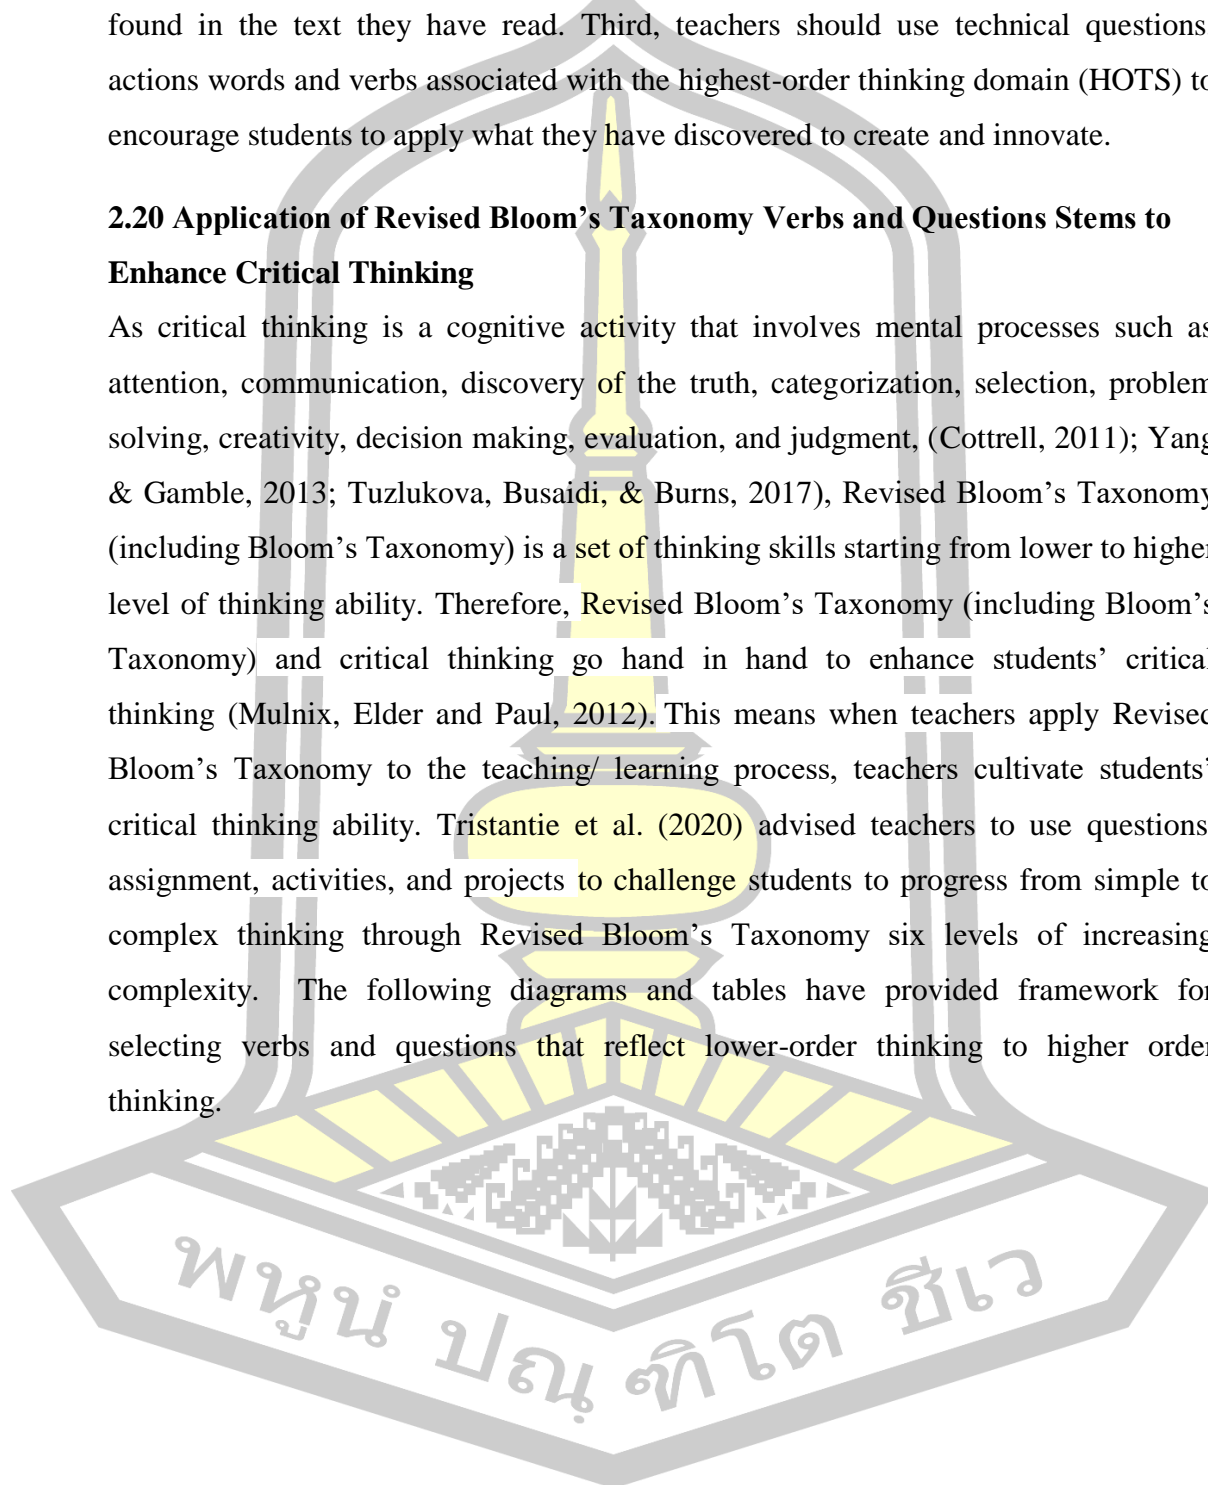 found in the text they have read. Third, teachers should use technical questions
actions words and verbs associated with the highest-order thinking domain (HOTS) to
encourage students to apply what they have discovered to create and innovate.
2.20 Application of Revised Bloom’s Taxonomy Verbs and Questions Stems to
Enhance Critical Thinking
As critical thinking is a cognitive activity that involves mental processes such as
attention, communication, discovery of the truth, categorization, selection, problem
solving, creativity, decision making, evaluation, and judgment, (Cottrell, 2011); Yang
& Gamble, 2013; Tuzlukova, Busaidi, & Burns, 2017), Revised Bloom’s Taxonomy
(including Bloom’s Taxonomy) is a set of thinking skills starting from lower to higher
level of thinking ability. Therefore, Revised Bloom’s Taxonomy (including Bloom’s
Taxonomy) and critical thinking go hand in hand to enhance students’ critical
thinking (Mulnix, Elder and Paul, 2012). This means when teachers apply Revised
Bloom’s Taxonomy to the teaching/ learning process, teachers cultivate students’
critical thinking ability. Tristantie et al. (2020) advised teachers to use questions
assignment, activities, and projects to challenge students to progress from simple to
complex thinking through Revised Bloom’s Taxonomy six levels of increasing
complexity. The following diagrams and tables have provided framework for
selecting verbs and questions that reflect lower-order thinking to higher order
thinking.
พหูนํ ปณฺฑิโต ชีเว